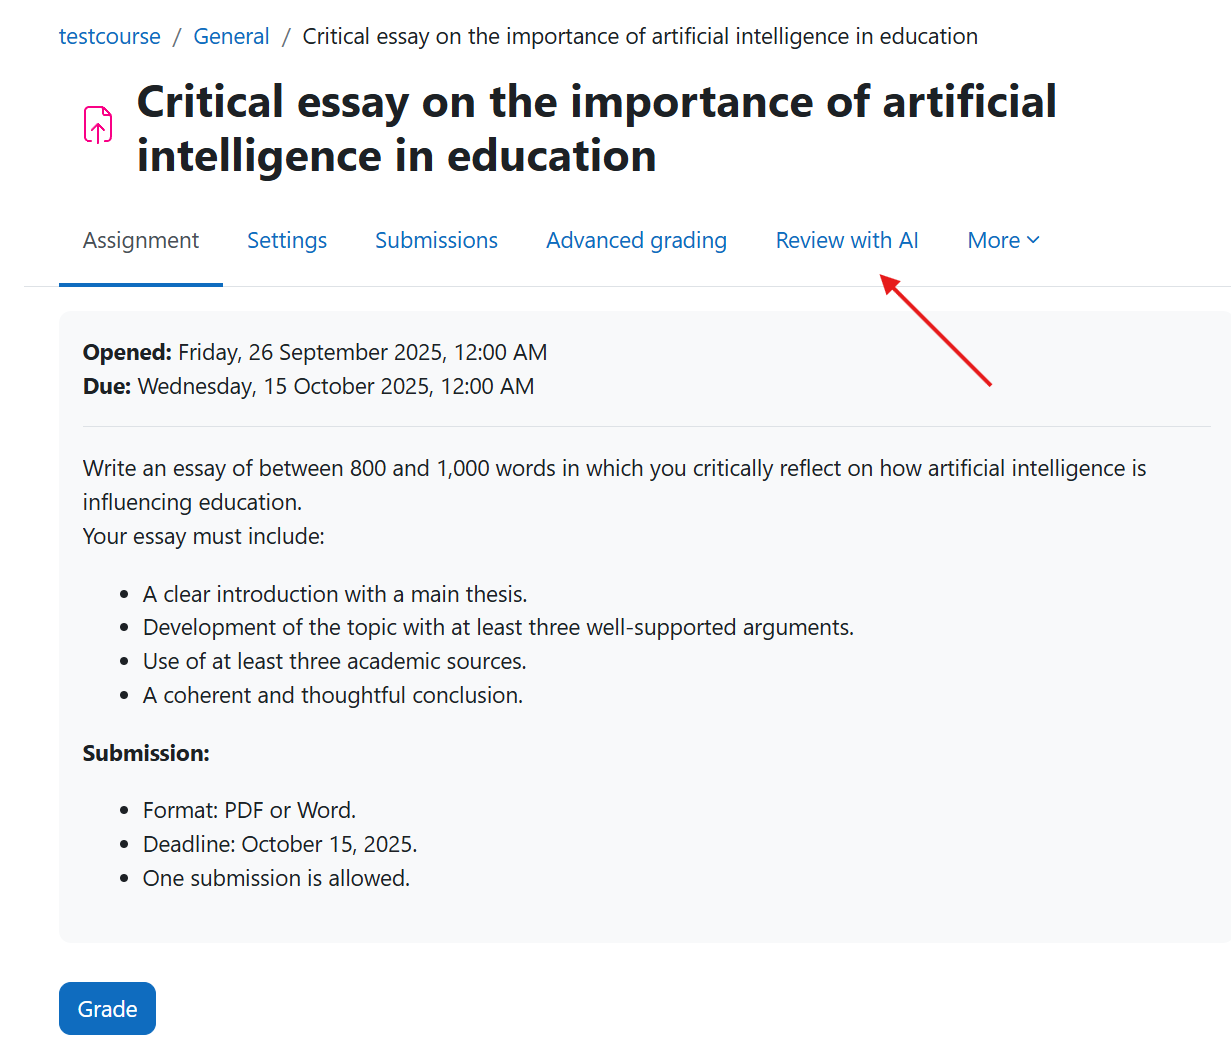 testcourse / General / Critical essay on the importance of artificial intelligence in education
Critical essay on the importance of artificial
intelligence in education
Assignment Settings Submissions Advanced grading Review with AI More
Opened: Friday, 26 September 2025, 12:00 AM
Due: Wednesday, 15 October 2025, 12:00 AM
Write an essay of between 800 and 1,000 words in which you critically reflect on how artificial intelligence is
influencing education.
Your essay must include:
• A clear introduction with a main thesis.
• Development of the topic with at least three well-supported arguments.
• Use of at least three academic sources.
• A coherent and thoughtful conclusion.
Submission:
• Format: PDF or Word.
• Deadline: October 15, 2025.
• One submission is allowed.
Grade